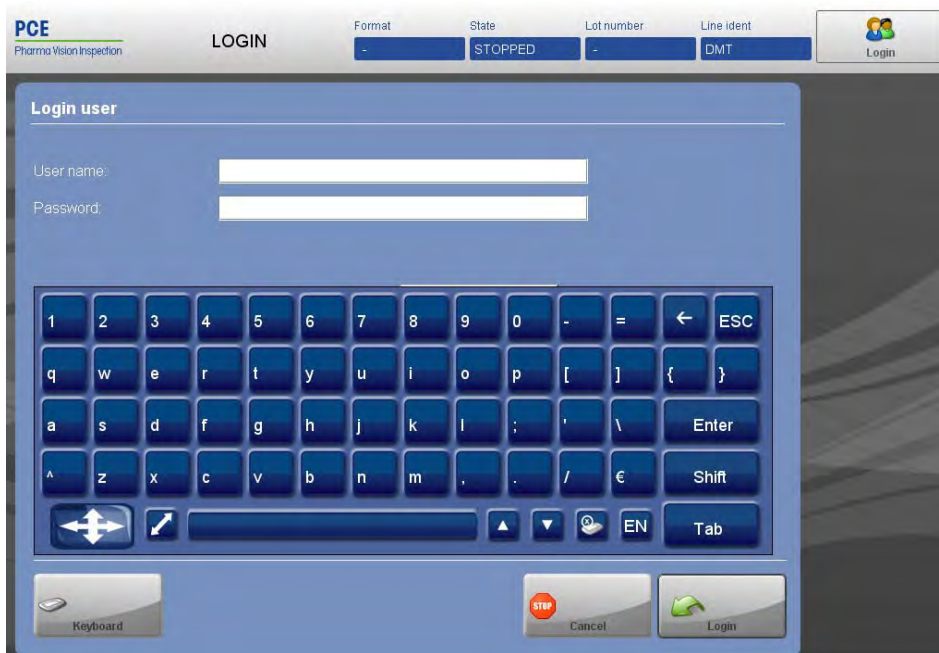 PCE
Pharma Vision Inspection
LOGIN
Format
-
State
STOPPED
Lot number
-
Line ident
DMT
Login
Login user
User name:
Password:
1 2 3 4 5 6 7 8 9 0 - = ← ESC
q w e r t y u i o p [ ] { }
a s d f g h j k l ; ' \ Enter
^ z x c v b n m , . / € Shift
▲ ▼ EN Tab
Keyboard
STOP
Cancel
Login